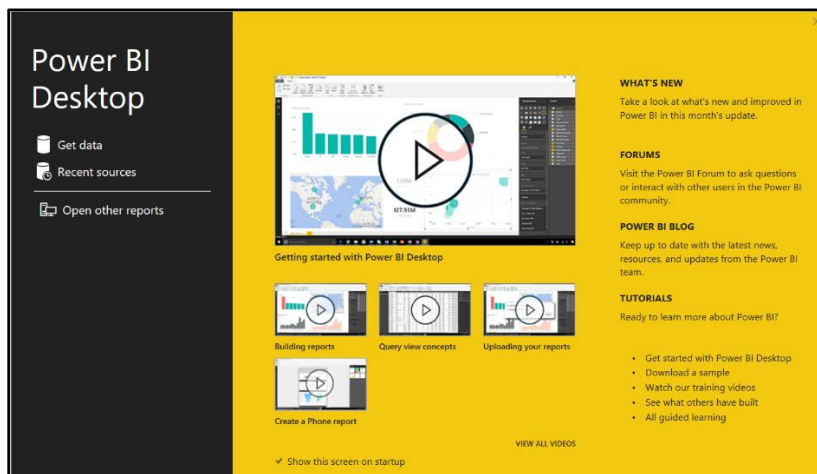 Power BI
Desktop
Get data
Recent sources
Open other reports
127.93M
Getting started with Power BI Desktop
Building reports
Query view concepts
Uploading your reports
Create a Phone report
VIEW ALL VIDEOS
Show this screen on startup
WHAT'S NEW
Take a look at what's new and improved in
Power BI in this month's update.
FORUMS
Visit the Power BI Forum to ask questions
or interact with other users in the Power BI
community.
POWER BI BLOG
Keep up to date with the latest news,
resources, and updates from the Power BI
team.
TUTORIALS
Ready to learn more about Power BI?
• Get started with Power BI Desktop
• Download a sample
• Watch our training videos
• See what others have built
• All guided learning